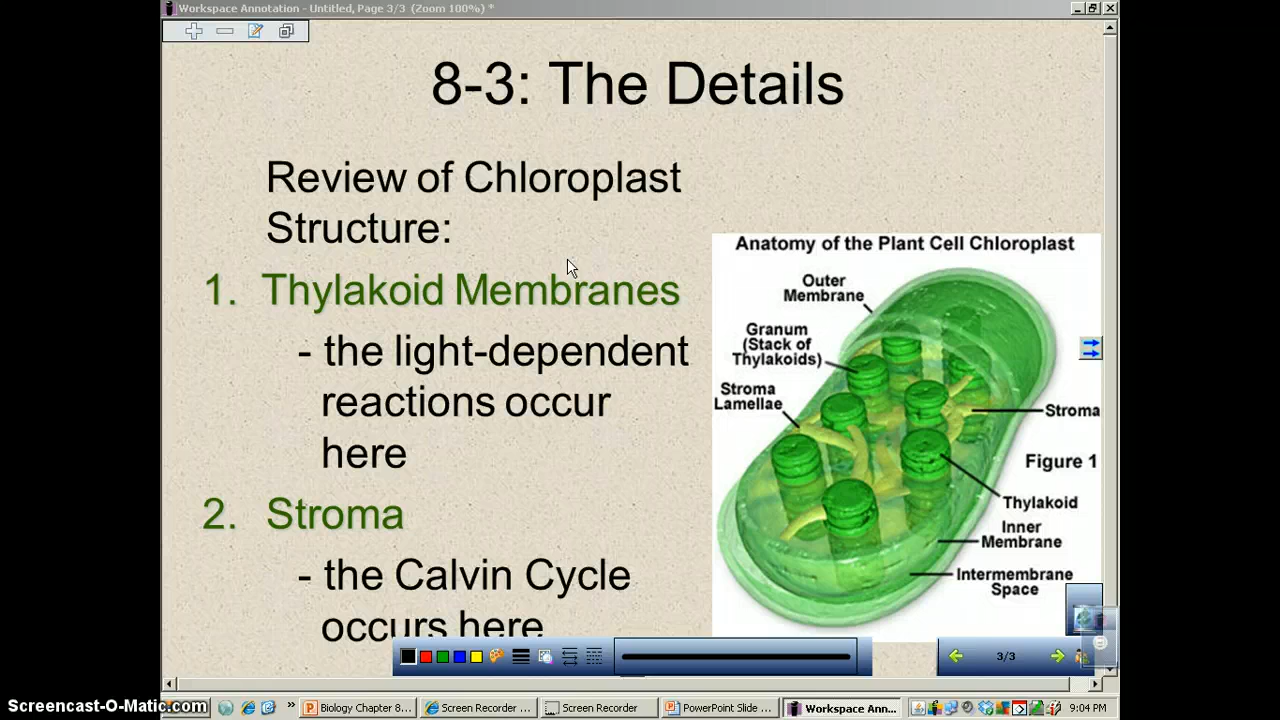 Workspace Annotation - Untitled, Page 3/3 (Zoom 100%) *
8-3: The Details
Review of Chloroplast
Structure:
1. Thylakoid Membranes
- the light-dependent
reactions occur
here
2. Stroma
- the Calvin Cycle
occurs here
Anatomy of the Plant Cell Chloroplast
Outer
Membrane
Granum
(Stack of
Thylakoids)
Stroma
Lamellae
Stroma
Figure 1
Thylakoid
Inner
Membrane
Intermembrane
Space
3/3
Screencast-O-Matic.com
Biology Chapter 8...
Screen Recorder ...
Screen Recorder
PowerPoint Slide ...
Workspace Ann...
9:04 PM